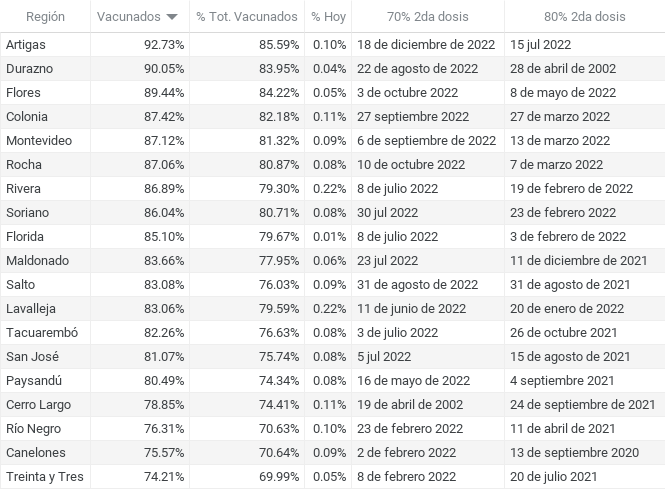 Región Vacunados % Tot. Vacunados % Hoy 70% 2da dosis 80% 2da dosis
Artigas 92.73% 85.59% 0.10% 18 de diciembre de 2022 15 jul 2022
Durazno 90.05% 83.95% 0.04% 22 de agosto de 2022 28 de abril de 2002
Flores 89.44% 84.22% 0.05% 3 de octubre de 2022 8 de mayo de 2022
Colonia 87.42% 82.18% 0.11% 27 septiembre 2022 27 de marzo 2022
Montevideo 87.12% 81.32% 0.09% 6 de septiembre de 2022 13 de marzo 2022
Rocha 87.06% 80.87% 0.08% 10 de octubre 2022 7 de marzo 2022
Rivera 86.89% 79.30% 0.22% 8 de julio 2022 19 de febrero de 2022
Soriano 86.04% 80.71% 0.08% 30 jul 2022 23 de febrero 2022
Florida 85.10% 79.67% 0.01% 8 de julio 2022 3 de febrero de 2022
Maldonado 83.66% 77.95% 0.06% 23 jul 2022 11 de diciembre de 2021
Salto 83.08% 76.03% 0.09% 31 de agosto de 2022 31 de agosto de 2021
Lavalleja 83.06% 79.59% 0.22% 11 de junio de 2022 20 de enero de 2022
Tacuarembó 82.26% 76.63% 0.08% 3 de julio 2022 26 de octubre 2021
San José 81.07% 75.74% 0.08% 5 jul 2022 15 de agosto de 2021
Paysandú 80.49% 74.34% 0.08% 16 de mayo de 2022 4 septiembre 2021
Cerro Largo 78.85% 74.41% 0.11% 19 de abril de 2002 24 de septiembre de 2021
Río Negro 76.31% 70.63% 0.10% 23 de febrero 2022 11 de abril de 2021
Canelones 75.57% 70.64% 0.09% 2 de febrero 2022 13 de septiembre 2020
Treinta y Tres 74.21% 69.99% 0.05% 8 de febrero de 2022 20 de julio 2021